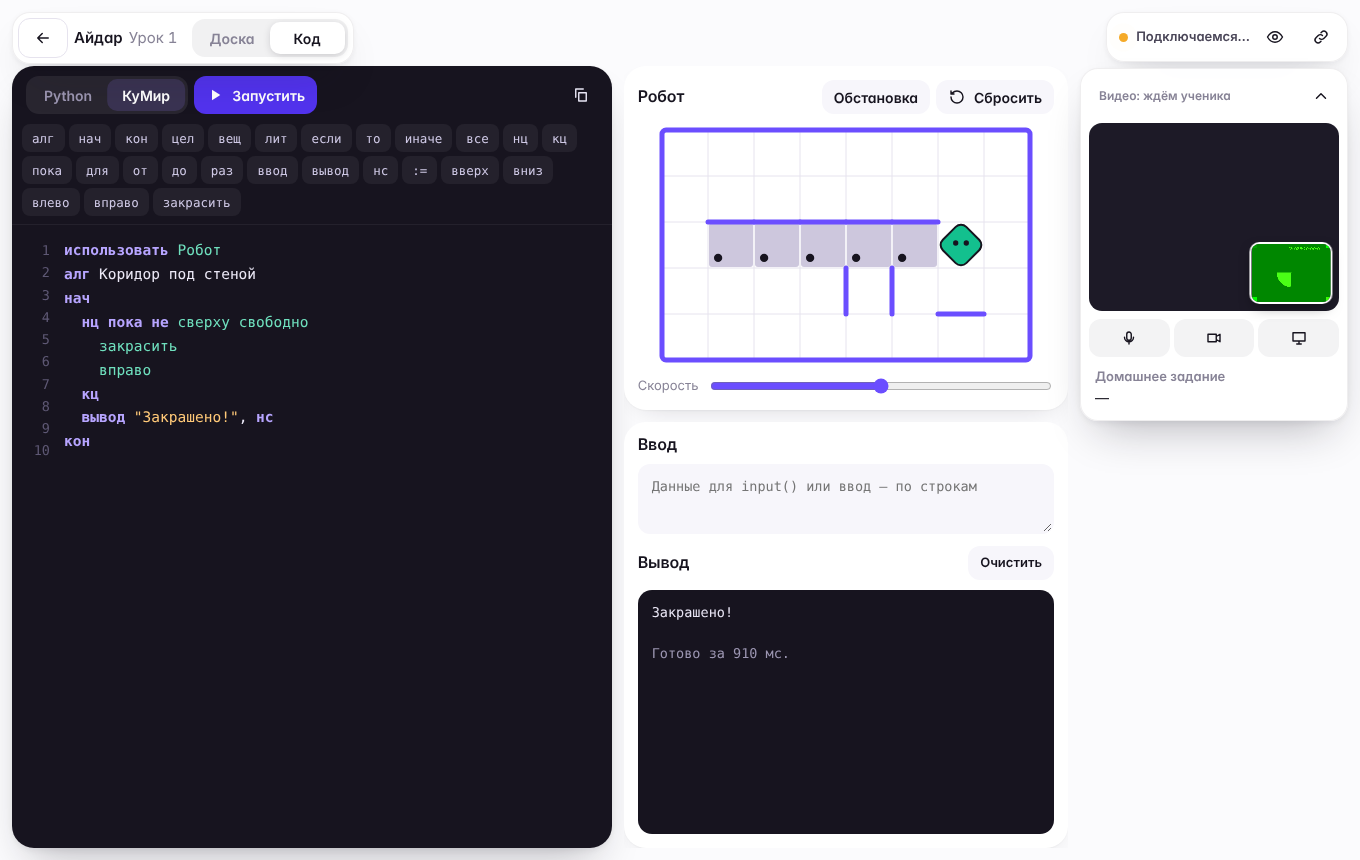 Айдар Урок 1 Доска Код
Подключаемся...
Python КуМир Запустить
алг нач кон цел вещ лит если то иначе все нц кц
пока для от до раз ввод вывод нс := вверх вниз
влево вправо закрасить
1 использовать Робот
2 алг Коридор под стеной
3 нач
4 нц пока не сверху свободно
5 закрасить
6 вправо
7 кц
8 вывод "Закрашено!", нс
9 кон
10
Робот Обстановка Сбросить
Скорость
Ввод
Данные для input() или ввод — по строкам
Вывод Очистить
Закрашено!
Готово за 910 мс.
Видео: ждём ученика
Домашнее задание
—